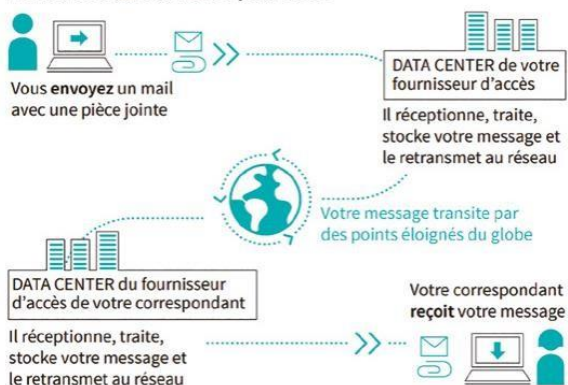 Vous envoyez un mail
avec une pièce jointe
DATA CENTER de votre
fournisseur d'accès
Il réceptionne, traite,
stocke votre message et
le retransmet au réseau
Votre message transite par
des points éloignés du globe
DATA CENTER du fournisseur
d'accès de votre correspondant
Il réceptionne, traite,
stocke votre message et
le retransmet au réseau
Votre correspondant
reçoit votre message